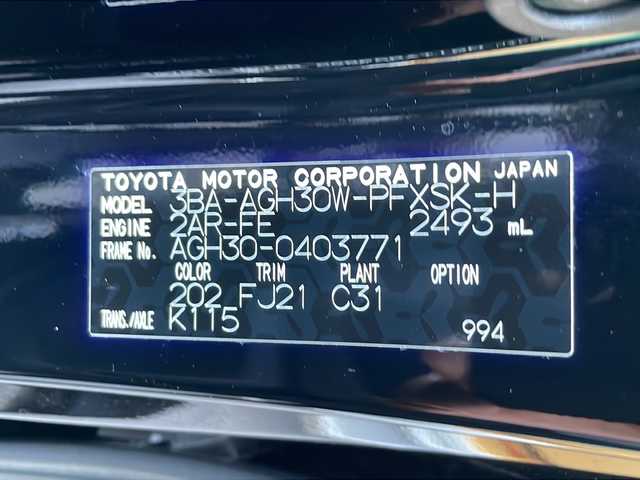 TOYOTA MOTOR CORPORATION JAPAN
MODEL 3BA-AGH30W-PFXSK-H
ENGINE 2AR-FE 2493 mL
FRAME No. AGH30-0403771
COLOR TRIM PLANT OPTION
202 FJ21 C31
TRANS./AXLE K115
994